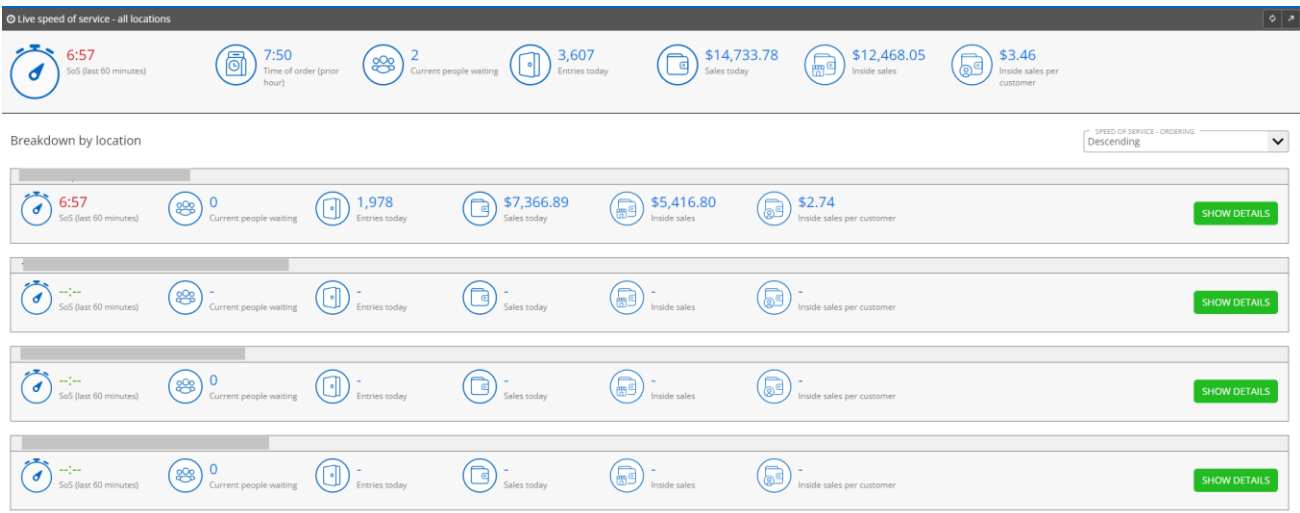 Live speed of service - all locations
6:57
SoS (last 60 minutes)
7:50
Time of order (prior
hour)
2
Current people waiting
3,607
Entries today
$14,733.78
Sales today
$12,468.05
Inside sales
$3.46
Inside sales per
customer
Breakdown by location
SPEED OF SERVICE - ORDERING
Descending
6:57
SoS (last 60 minutes)
0
Current people waiting
1,978
Entries today
$7,366.89
Sales today
$5,416.80
Inside sales
$2.74
Inside sales per customer
SHOW DETAILS
--:--
SoS (last 60 minutes)
-
Current people waiting
-
Entries today
-
Sales today
-
Inside sales
-
Inside sales per customer
SHOW DETAILS
--:--
SoS (last 60 minutes)
0
Current people waiting
-
Entries today
-
Sales today
-
Inside sales
-
Inside sales per customer
SHOW DETAILS
--:--
SoS (last 60 minutes)
0
Current people waiting
-
Entries today
-
Sales today
-
Inside sales
-
Inside sales per customer
SHOW DETAILS